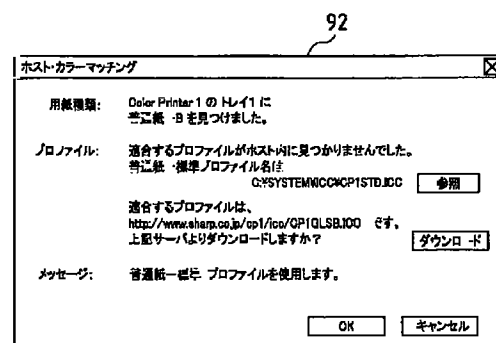 92
ホスト・カラーマッチング
用紙種類: Color Printer 1 の トレイ1 に
普通紙 -B を見つけました。
プロファイル: 適合するプロファイルがホスト内に見つかりませんでした。
普通紙 -標準プロファイル名は
C:¥SYSTEM¥ICC¥CP1STD.ICC 参照
適合するプロファイルは、
http://www.sharp.co.jp/cp1/icc/CP1QLSB.ICC です。
上記サーバよりダウンロードしますか? ダウンロード
メッセージ: 普通紙-標準 プロファイルを使用します。
OK キャンセル